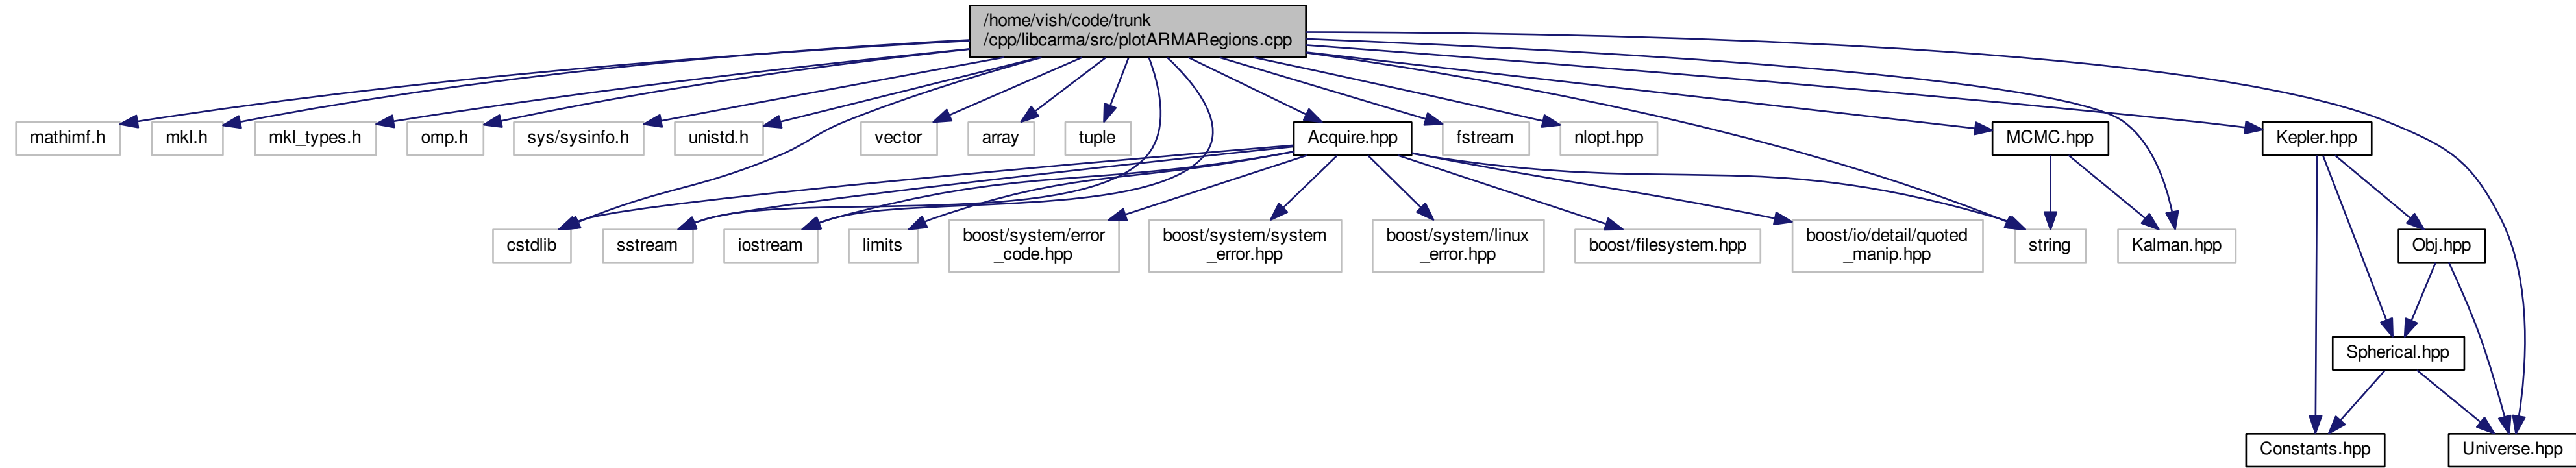 /home/vish/code/trunk
/cpp/libcarma/src/plotARMARegions.cpp
mathimf.h
mkl.h
mkl_types.h
omp.h
sys/sysinfo.h
unistd.h
vector
array
tuple
Acquire.hpp
fstream
nlopt.hpp
MCMC.hpp
Kepler.hpp
cstdlib
sstream
iostream
limits
boost/system/error
_code.hpp
boost/system/system
_error.hpp
boost/system/linux
_error.hpp
boost/filesystem.hpp
boost/io/detail/quoted
_manip.hpp
string
Kalman.hpp
Obj.hpp
Spherical.hpp
Constants.hpp
Universe.hpp